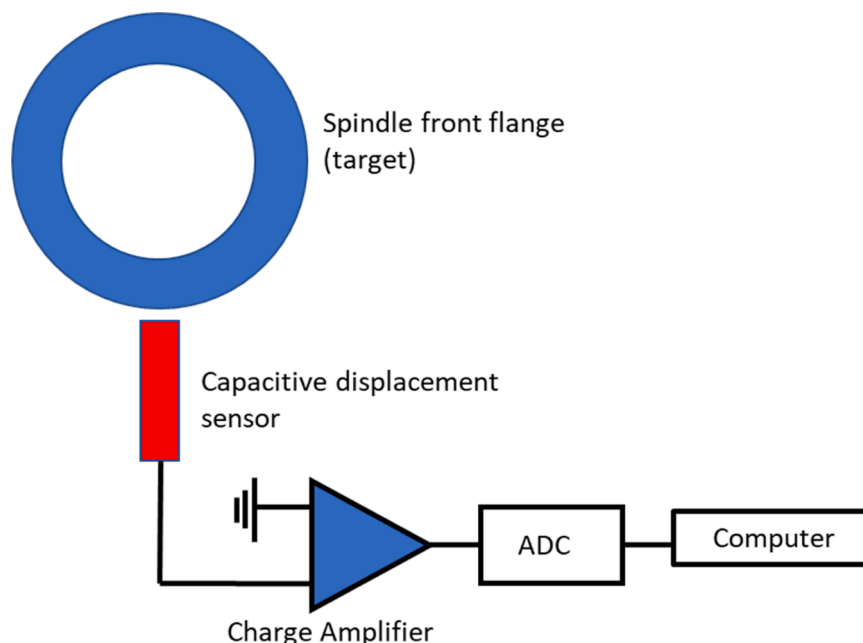 Spindle front flange
(target)
Capacitive displacement
sensor
ADC
Computer
Charge Amplifier